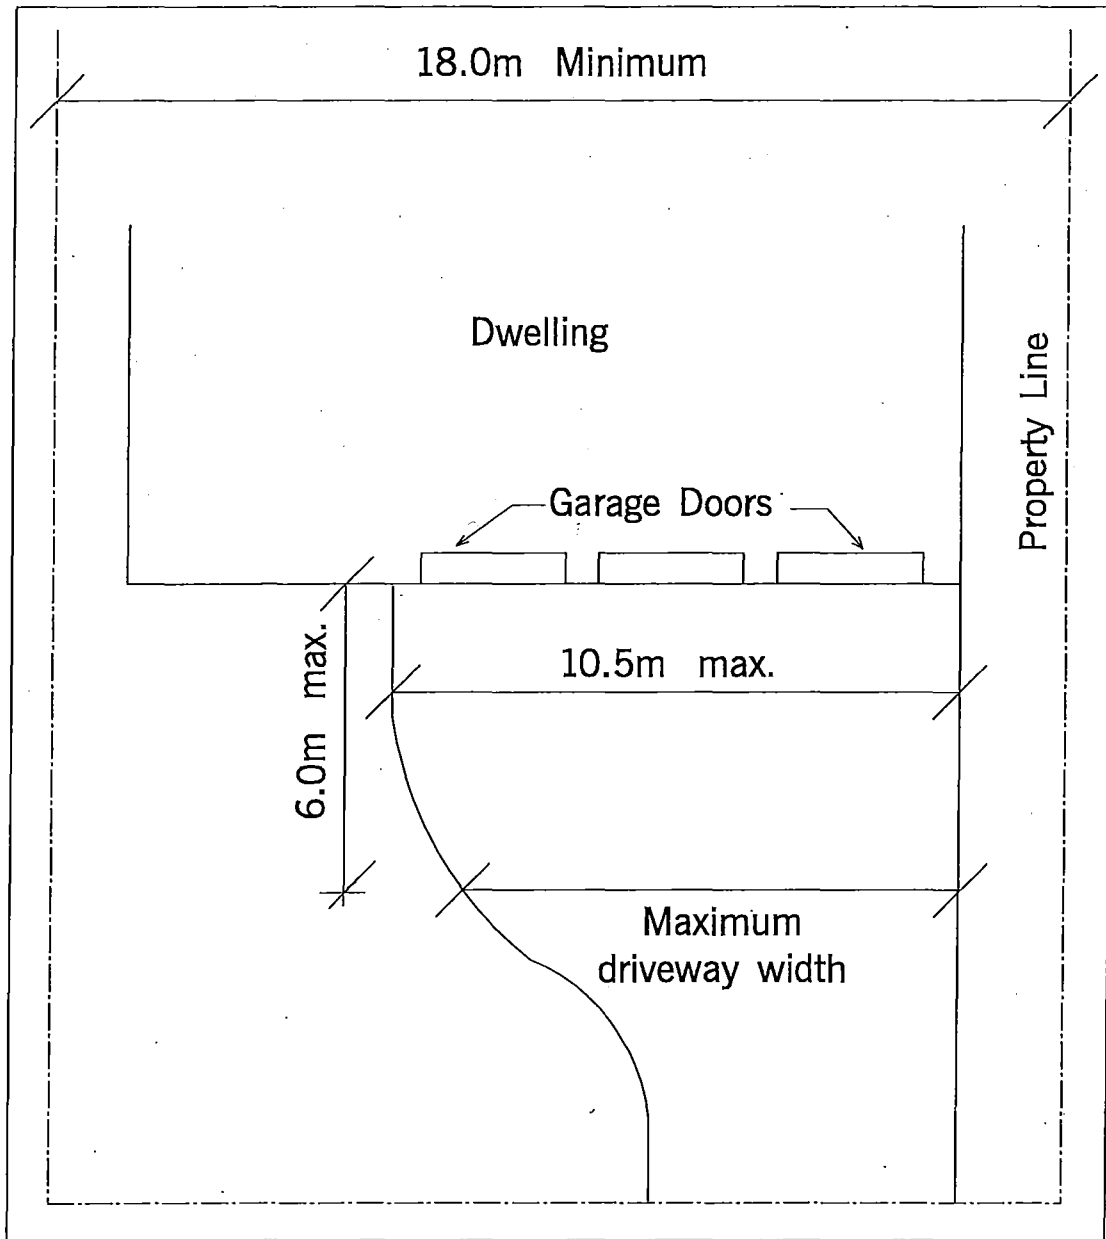 18.0m Minimum
Dwelling
Property Line
Garage Doors
10.5m max.
6.0m max.
Maximum
driveway width